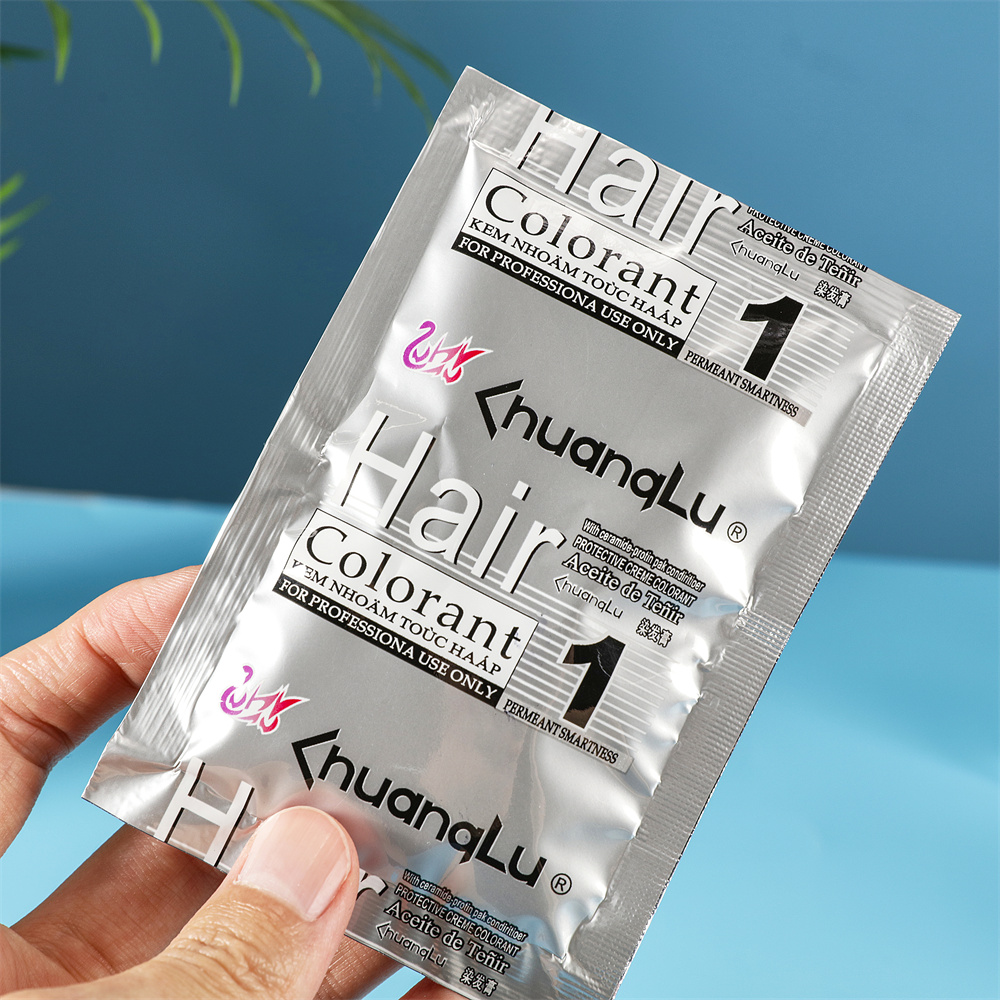 Hair
PROTECTIVE CREME COLORANT
Aceite de Teñir
ChuangLu
染发膏
Colorant
KEM NHOÄM TOÙC HAÁP
FOR PROFESSIONA USE ONLY
1
PERMEANT SMARTNESS
ChuangLu®
Hair
With ceramide-protin pak condiritioer
PROTECTIVE CREME COLORANT
Aceite de Teñir
ChuangLu
染发膏
Colorant
KEM NHOÄM TOÙC HAÁP
FOR PROFESSIONA USE ONLY
1
PERMEANT SMARTNESS
ChuangLu®
H r
With ceramide-protin pak condiritioer
PROTECTIVE CREME COLORANT
Aceite de Teñir
ChuangLu
染发膏